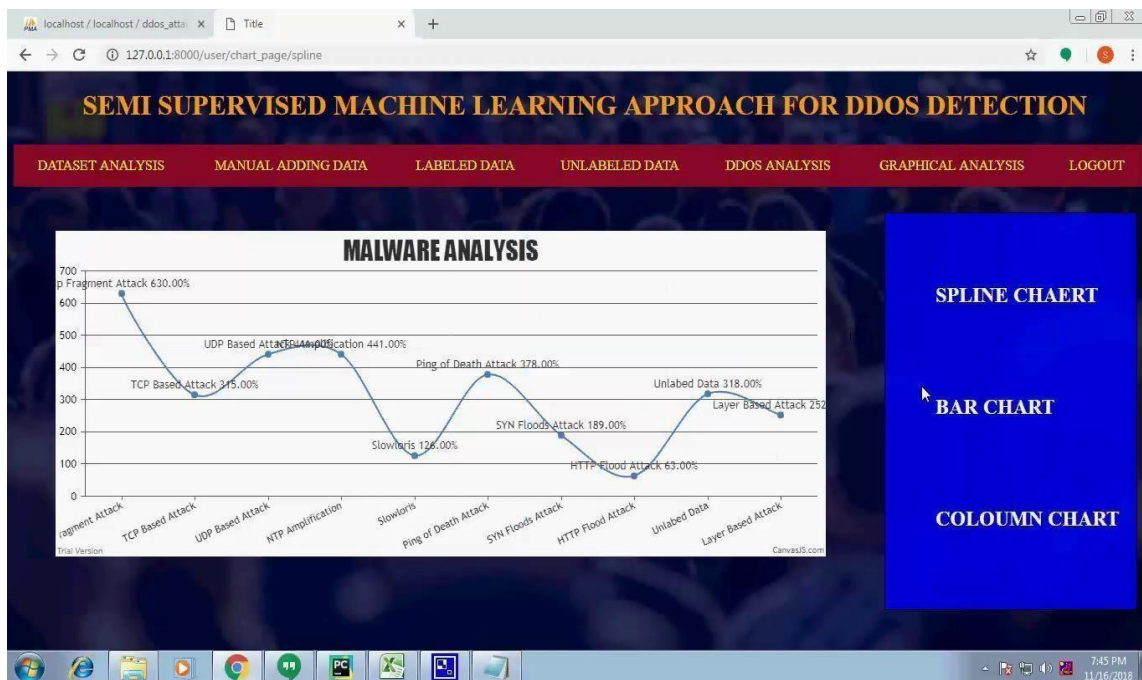 localhost / localhost / ddos_atta
Title
127.0.0.1:8000/user/chart_page/spline
S
SEMI SUPERVISED MACHINE LEARNING APPROACH FOR DDOS DETECTION
DATASET ANALYSIS MANUAL ADDING DATA LABELED DATA UNLABELED DATA DDOS ANALYSIS GRAPHICAL ANALYSIS LOGOUT
MALWARE ANALYSIS
700
600
500
400
300
200
100
0
p Fragment Attack 630.00%
TCP Based Attack 315.00%
UDP Based Attack 441.00%
NTP Amplification 441.00%
Slowloris 126.00%
Ping of Death Attack 378.00%
SYN Floods Attack 189.00%
HTTP Flood Attack 63.00%
Unlabed Data 318.00%
Layer Based Attack 252
ragment Attack
TCP Based Attack
UDP Based Attack
NTP Amplification
Slowloris
Ping of Death Attack
SYN Floods Attack
HTTP Flood Attack
Unlabed Data
Layer Based Attack
Trial Version
CanvasJS.com
SPLINE CHAERT
BAR CHART
COLOUMN CHART
PC
7:45 PM
11/16/2018